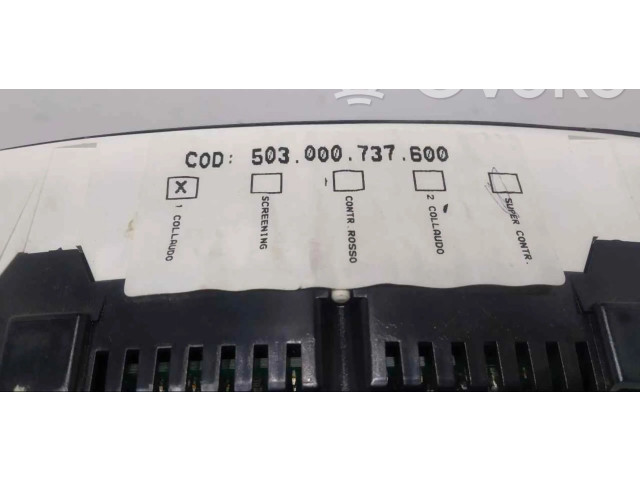 COD: 503.000.737.600
X
1 COLLAUDO
SCREENING
CONTR.ROSSO
2 COLLAUDO
SUPER CONTR.